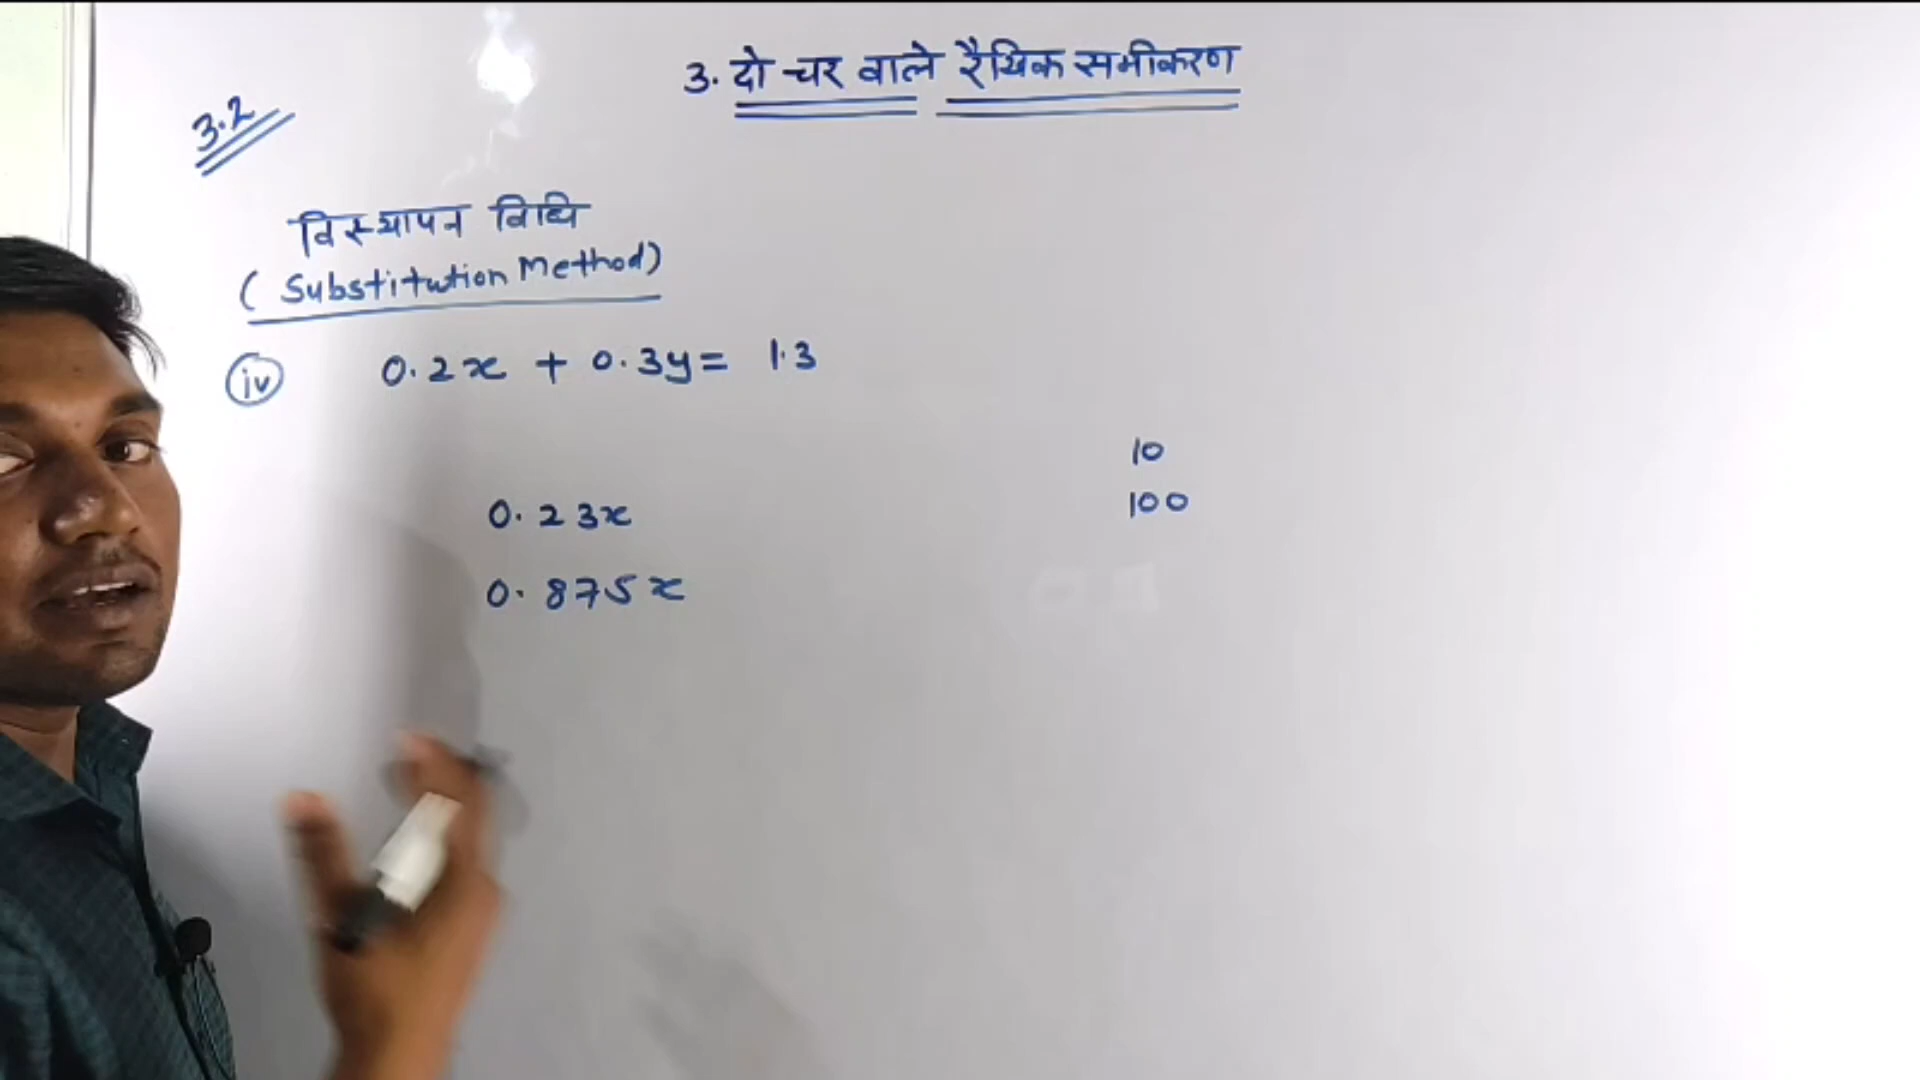 3. दो चर वाले रैखिक समीकरण
3.2
विस्थापन विधि
( Substitution Method)
iv 0.2x + 0.3y = 1.3
10
0.23x
100
0.875x